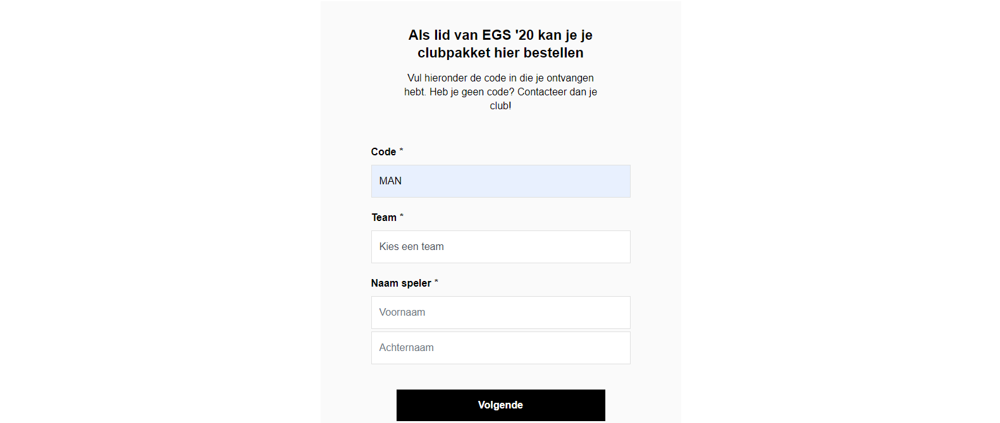 Als lid van EGS '20 kan je je
clubpakket hier bestellen
Vul hieronder de code in die je ontvangen
hebt. Heb je geen code? Contacteer dan je
club!
Code *
MAN
Team *
Kies een team
Naam speler *
Voornaam
Achternaam
Volgende